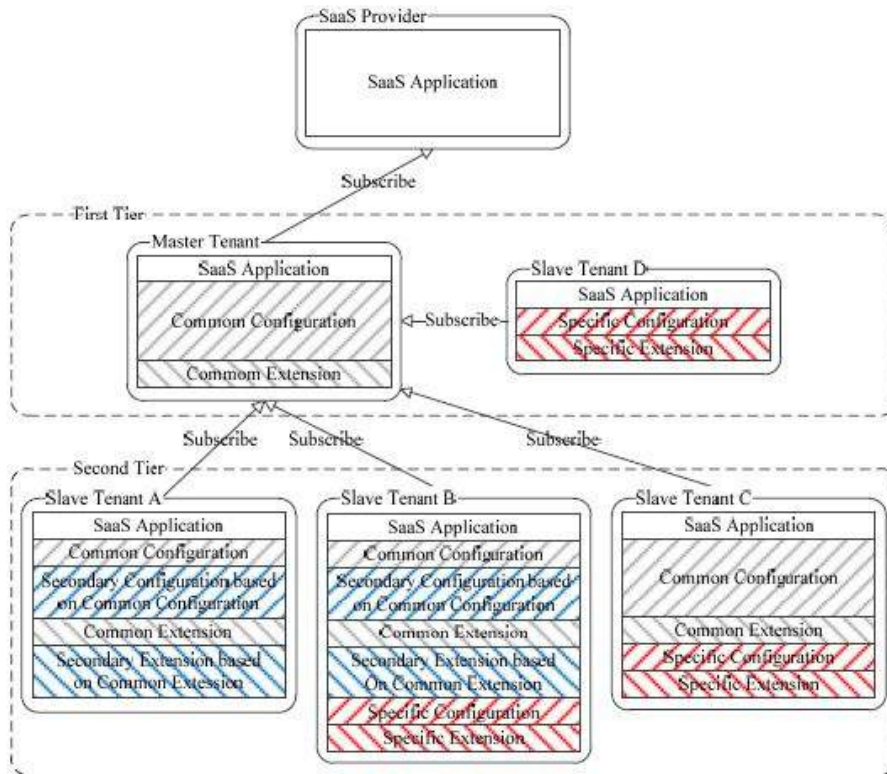 SaaS Provider
SaaS Application
Subscribe
First Tier
Master Tenant
SaaS Application
Commom Configuration
Commom Extension
Subscribe
Slave Tenant D
SaaS Application
Specific Configuration
Specific Extension
Subscribe
Subscribe
Subscribe
Second Tier
Slave Tenant A
SaaS Application
Common Configuration
Secondary Configuration based
on Common Configuration
Common Extension
Secondary Extension based
on Common Extession
Slave Tenant B
SaaS Application
Common Configuration
Secondary Configuration based
on Common Configuration
Common Extension
Secondary Extension based
On Common Extension
Specific Configuration
Specific Extension
Slave Tenant C
SaaS Application
Common Configuration
Common Extension
Specific Configuration
Specific Extension